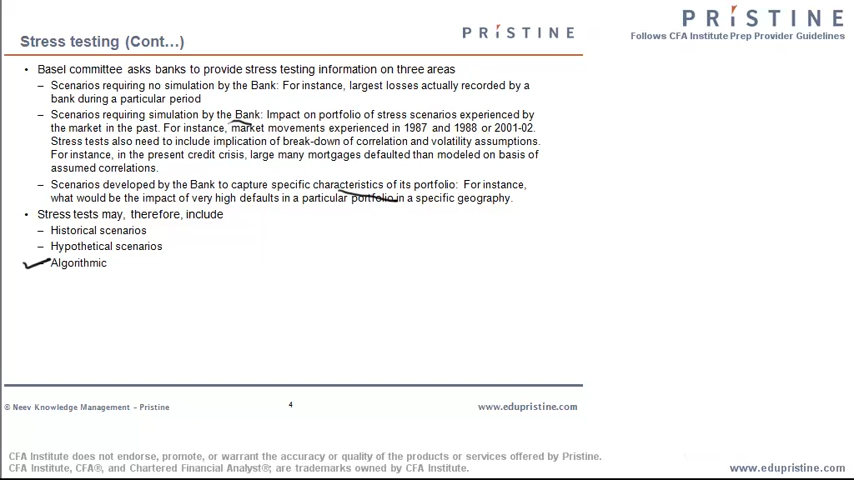 PRISTINE
Follows CFA Institute Prep Provider Guidelines
PRISTINE
Stress testing (Cont…)
• Basel committee asks banks to provide stress testing information on three areas
– Scenarios requiring no simulation by the Bank: For instance, largest losses actually recorded by a
bank during a particular period
– Scenarios requiring simulation by the Bank: Impact on portfolio of stress scenarios experienced by
the market in the past. For instance, market movements experienced in 1987 and 1988 or 2001-02.
Stress tests also need to include implication of break-down of correlation and volatility assumptions.
For instance, in the present credit crisis, large many mortgages defaulted than modeled on basis of
assumed correlations.
– Scenarios developed by the Bank to capture specific characteristics of its portfolio: For instance,
what would be the impact of very high defaults in a particular portfolio in a specific geography.
• Stress tests may, therefore, include
– Historical scenarios
– Hypothetical scenarios
– Algorithmic
© Neev Knowledge Management - Pristine
4
www.edupristine.com
CFA Institute does not endorse, promote, or warrant the accuracy or quality of the products or services offered by Pristine.
CFA Institute, CFA®, and Chartered Financial Analyst®; are trademarks owned by CFA Institute.
www.edupristine.com